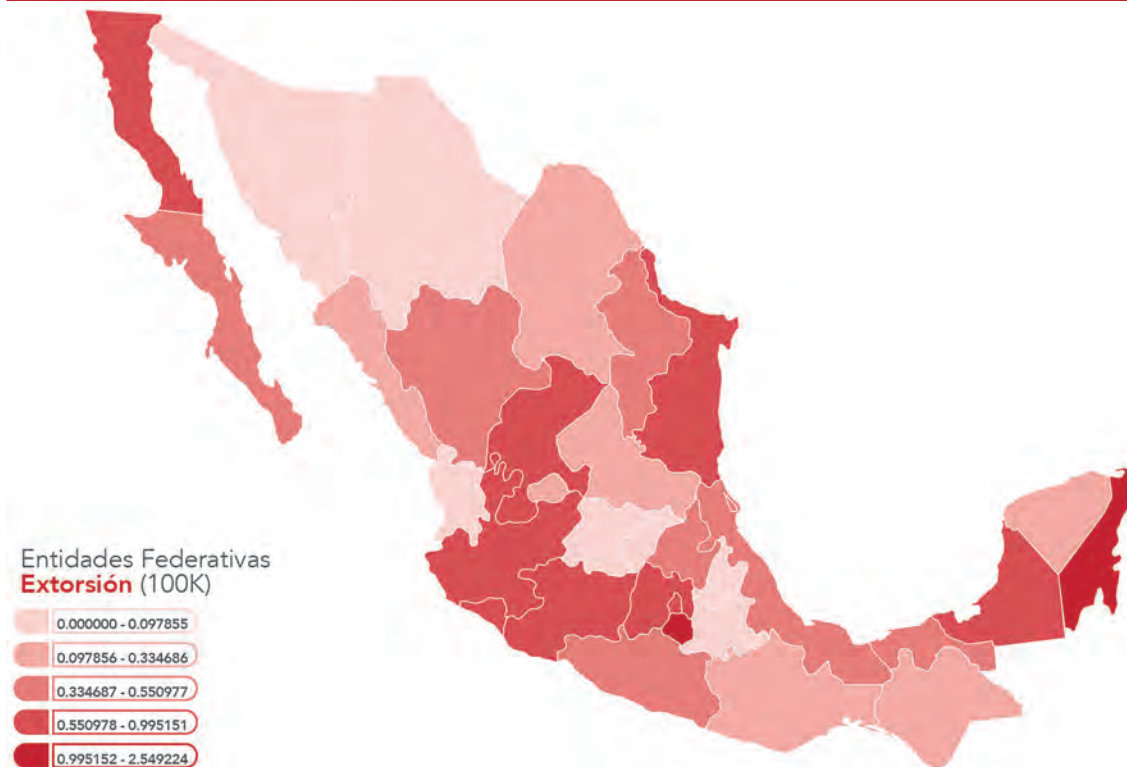 Entidades Federativas
Extorsión (100K)
0.000000 - 0.097855
0.097856 - 0.334686
0.334687 - 0.550977
0.550978 - 0.995151
0.995152 - 2.549224